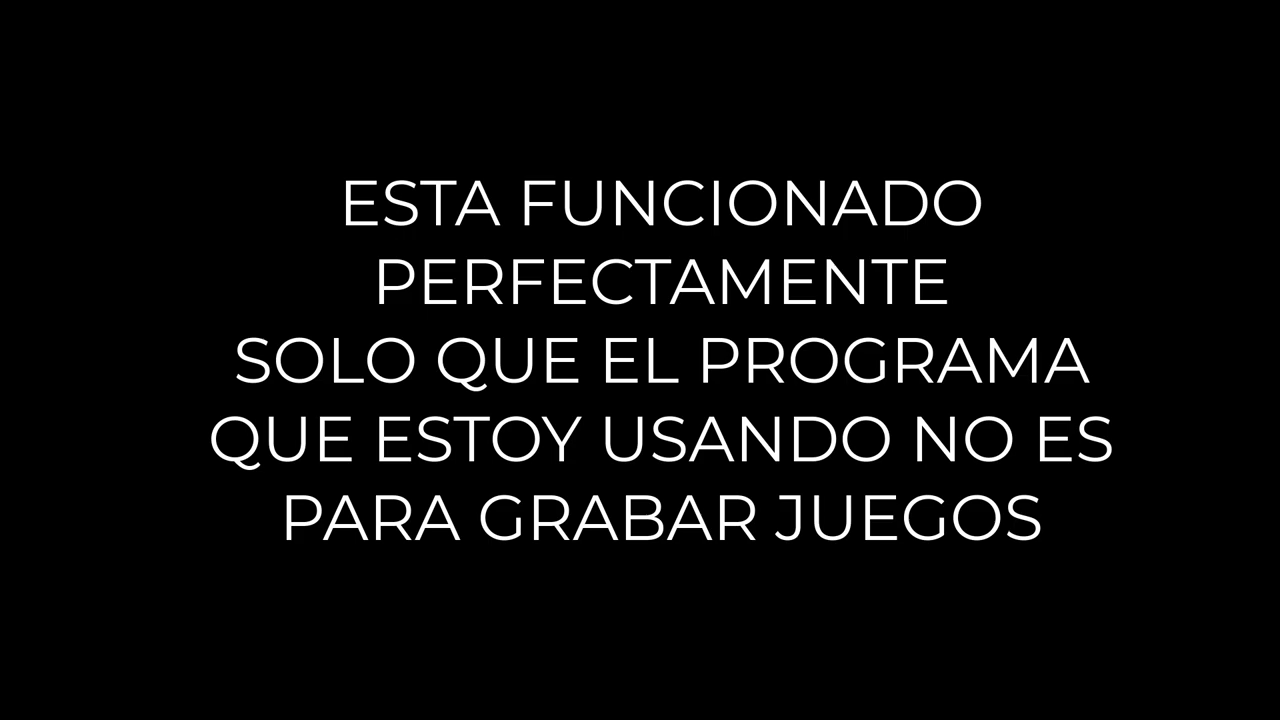 ESTA FUNCIONADO
PERFECTAMENTE
SOLO QUE EL PROGRAMA
QUE ESTOY USANDO NO ES
PARA GRABAR JUEGOS